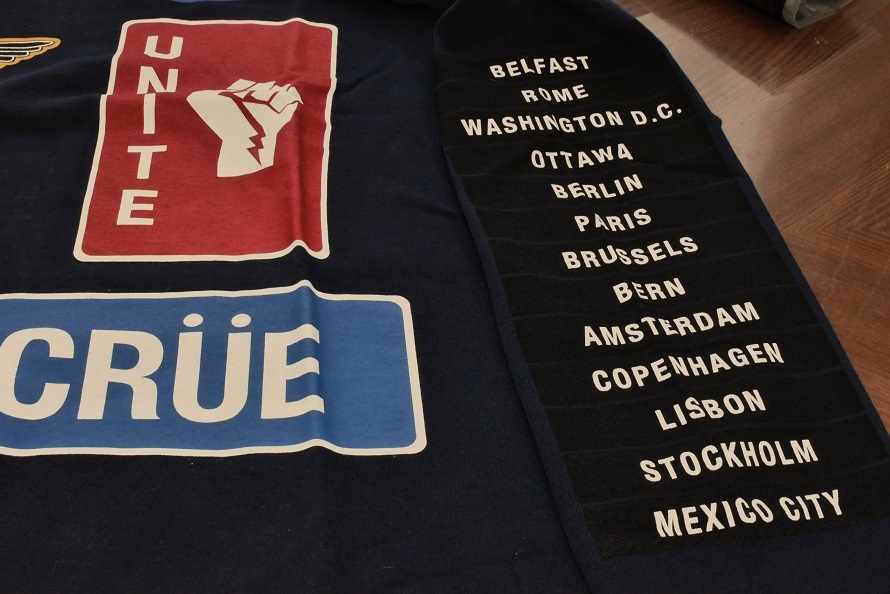 UNITE
CRÜE
BELFAST
ROME
WASHINGTON D.C.
OTTAWA
BERLIN
PARIS
BRUSSELS
BERN
AMSTERDAM
COPENHAGEN
LISBON
STOCKHOLM
MEXICO CITY